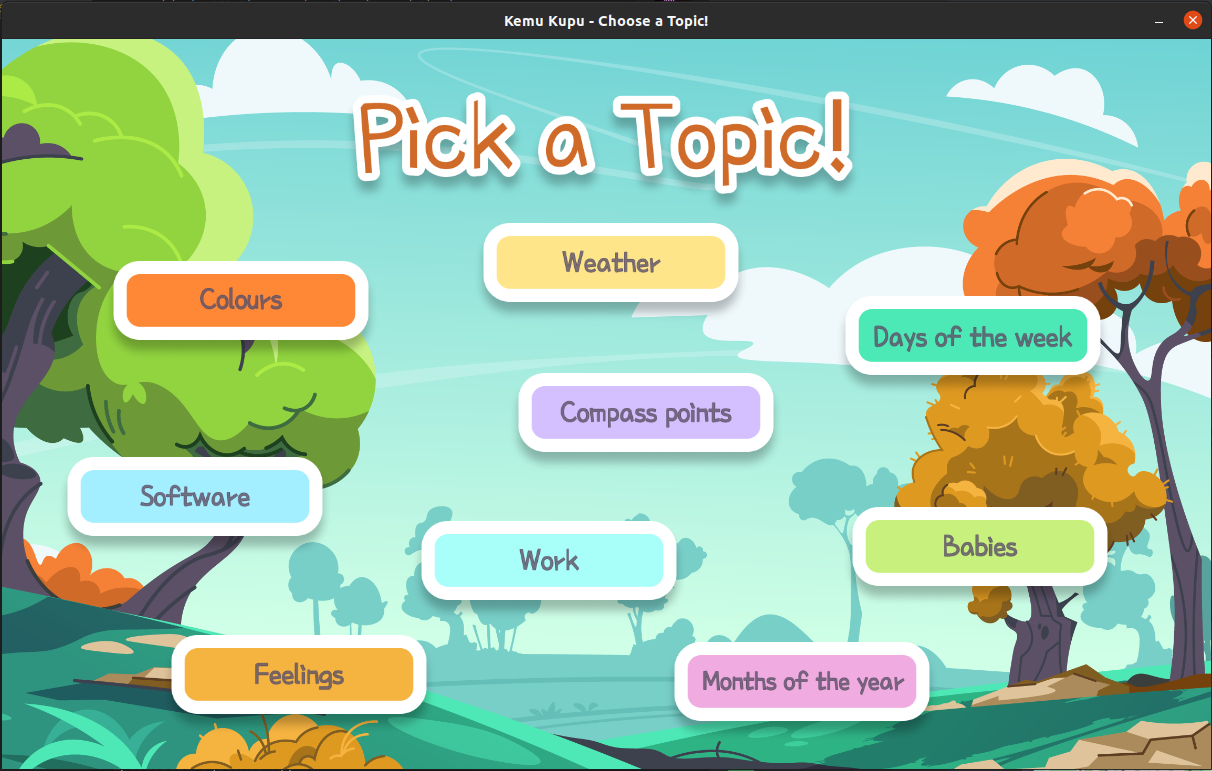 Kemu Kupu - Choose a Topic!
Pick a Topic!
Weather
Colours
Days of the week
Compass points
Software
Work
Babies
Feelings
Months of the year